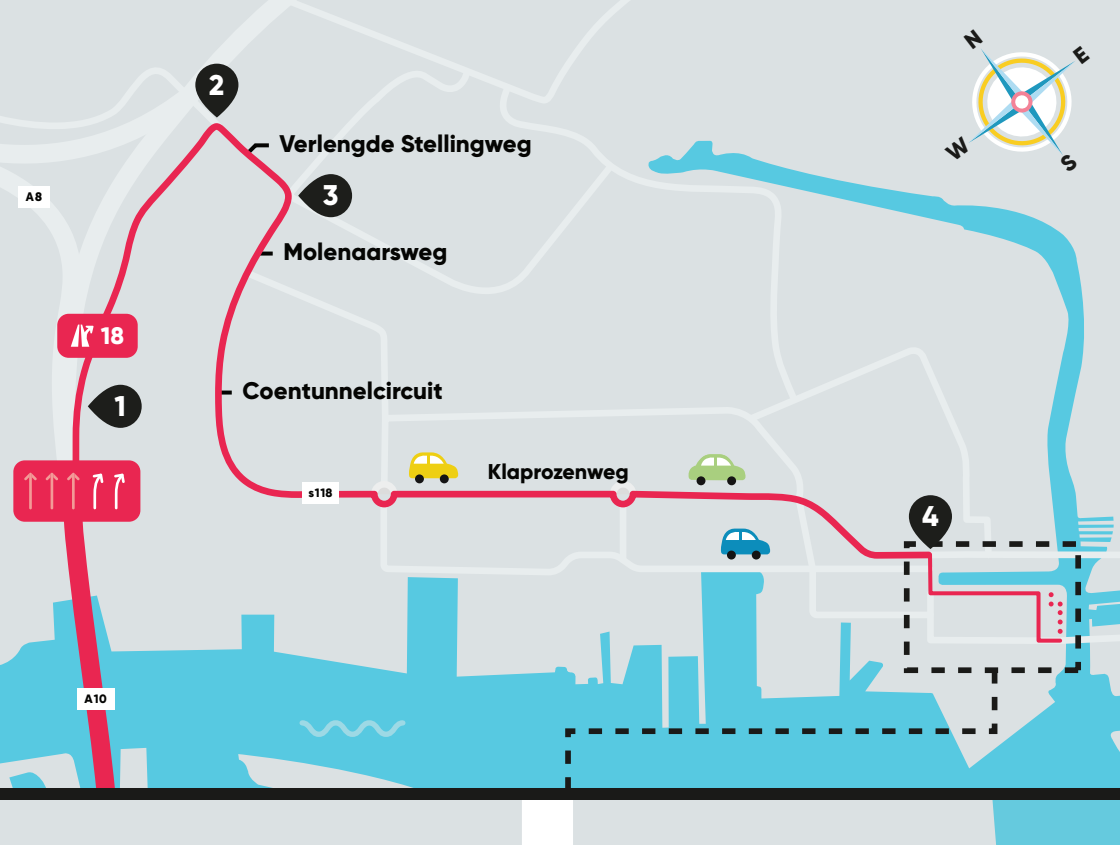 N
E
W
S
2
Verlengde Stellingweg
3
A8
Molenaarsweg
18
1
Coentunnelcircuit
Klaprozenweg
s118
4
A10